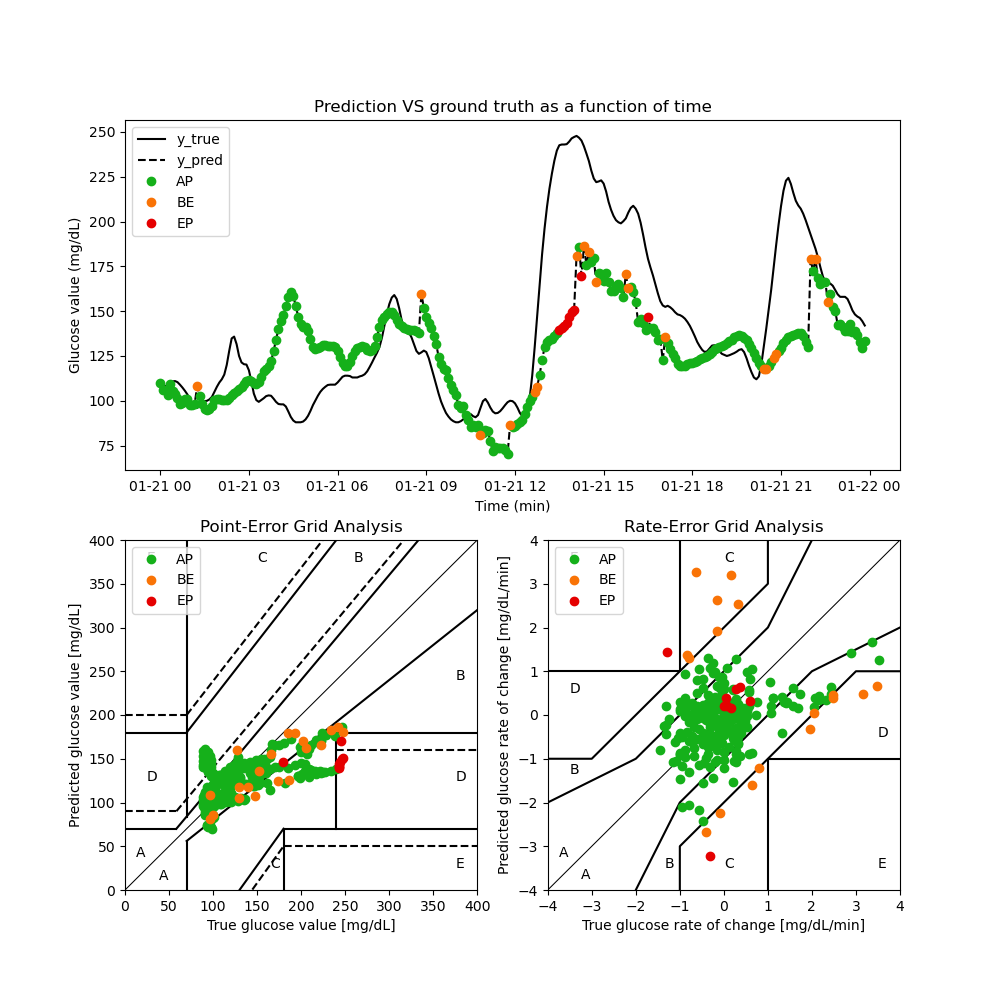 Prediction VS ground truth as a function of time
y_true
y_pred
AP
BE
EP
Glucose value (mg/dL)
250
225
200
175
150
125
100
75
01-21 00 01-21 03 01-21 06 01-21 09 01-21 12 01-21 15 01-21 18 01-21 21 01-22 00
Time (min)
Point-Error Grid Analysis
Predicted glucose value [mg/dL]
400
350
300
250
200
150
100
50
0
AP
BE
EP
C
B
B
D
D
A
A
C
E
0 50 100 150 200 250 300 350 400
True glucose value [mg/dL]
Rate-Error Grid Analysis
Predicted glucose rate of change [mg/dL/min]
4
3
2
1
0
−1
−2
−3
−4
AP
BE
EP
C
D
D
B
A
A
B
C
E
−4 −3 −2 −1 0 1 2 3 4
True glucose rate of change [mg/dL/min]